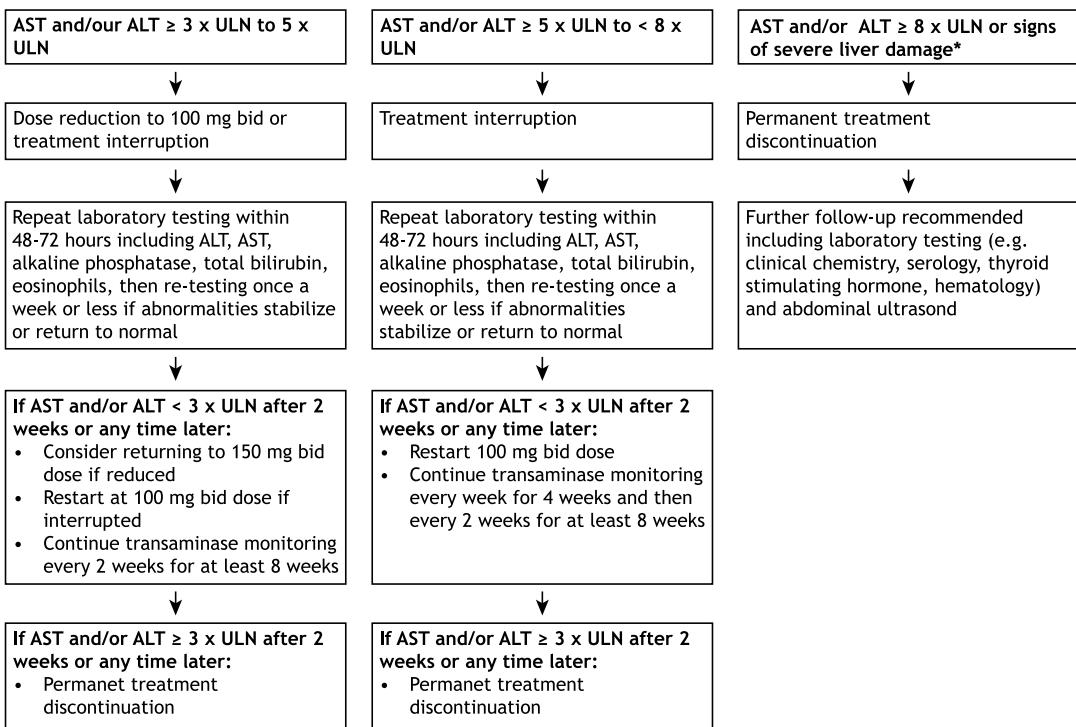 AST and/our ALT ≥ 3 x ULN to 5 x
ULN
Dose reduction to 100 mg bid or
treatment interruption
Repeat laboratory testing within
48-72 hours including ALT, AST,
alkaline phosphatase, total bilirubin,
eosinophils, then re-testing once a
week or less if abnormalities stabilize
or return to normal
If AST and/or ALT < 3 x ULN after 2
weeks or any time later:
• Consider returning to 150 mg bid
dose if reduced
• Restart at 100 mg bid dose if
interrupted
• Continue transaminase monitoring
every 2 weeks for at least 8 weeks
If AST and/or ALT ≥ 3 x ULN after 2
weeks or any time later:
• Permanet treatment
discontinuation
AST and/or ALT ≥ 5 x ULN to < 8 x
ULN
Treatment interruption
Repeat laboratory testing within
48-72 hours including ALT, AST,
alkaline phosphatase, total bilirubin,
eosinophils, then re-testing once a
week or less if abnormalities
stabilize or return to normal
If AST and/or ALT < 3 x ULN after 2
weeks or any time later:
• Restart 100 mg bid dose
• Continue transaminase monitoring
every week for 4 weeks and then
every 2 weeks for at least 8 weeks
If AST and/or ALT ≥ 3 x ULN after 2
weeks or any time later:
• Permanet treatment
discontinuation
AST and/or ALT ≥ 8 x ULN or signs
of severe liver damage*
Permanent treatment
discontinuation
Further follow-up recommended
including laboratory testing (e.g.
clinical chemistry, serology, thyroid
stimulating hormone, hematology)
and abdominal ultrasond